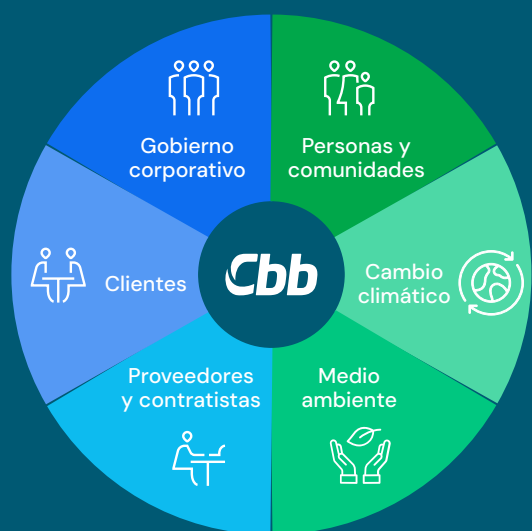 Gobierno
corporativo
Personas y
comunidades
Clientes
Cbb
Cambio
climático
Proveedores
y contratistas
Medio
ambiente